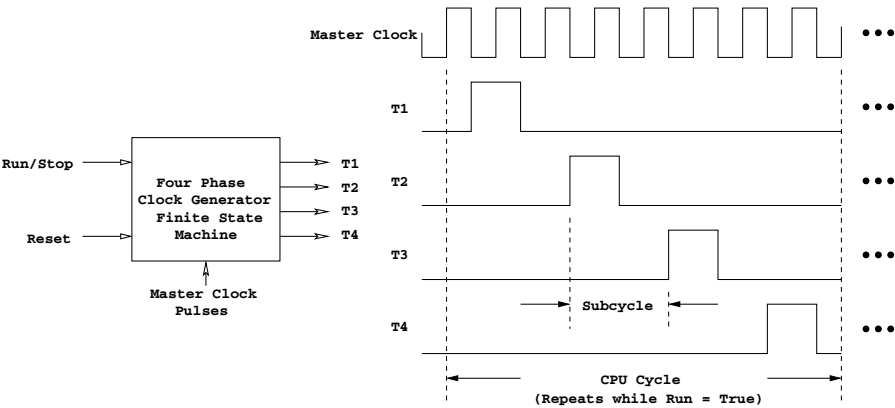 Master Clock
T1
T2
T3
T4
Run/Stop
Reset
Four Phase
Clock Generator
Finite State
Machine
T1
T2
T3
T4
Master Clock
Pulses
Subcycle
CPU Cycle
(Repeats while Run = True)